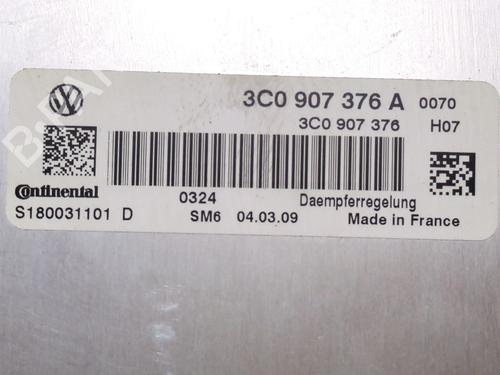 3C0 907 376 A 0070
3C0 907 376 H07
Continental
0324 Daempferregelung
S180031101 D SM6 04.03.09 Made in France